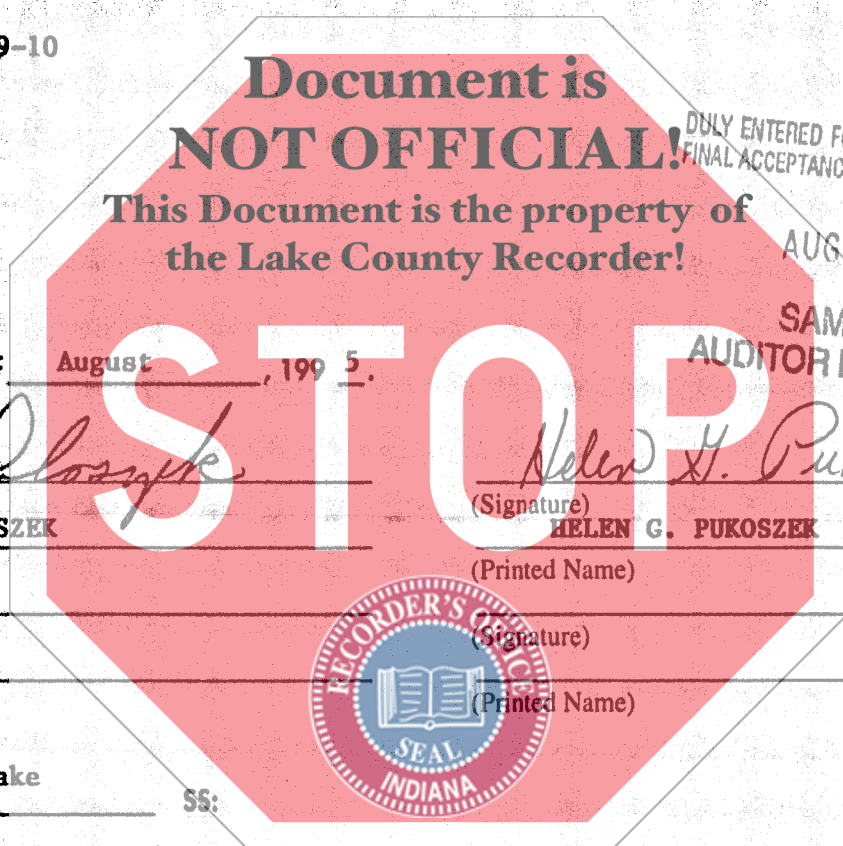 9-10
Document is
NOT OFFICIAL!
This Document is the property of
the Lake County Recorder!
DULY ENTERED
FINAL ACCEPTANC
AUG
SAM
AUDITOR
August, 1995.
Helen G. Pu
(Signature)
(Signature)
SZEK
HELEN G. PUKOSZEK
(Printed Name)
(Signature)
(Printed Name)
STOP
RECORDER'S OFFICE
SEAL
INDIANA
ake
SS: